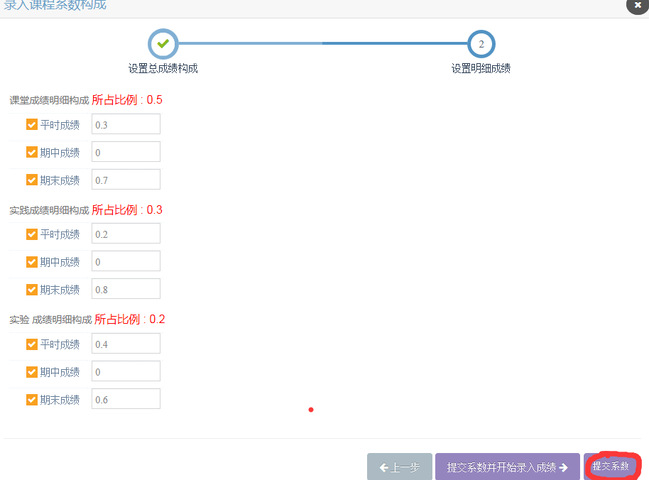 录入课程系数构成
2
设置总成绩构成 设置明细成绩
课堂成绩明细构成 所占比例 : 0.5
平时成绩 0.3
期中成绩 0
期末成绩 0.7
实践成绩明细构成 所占比例 : 0.3
平时成绩 0.2
期中成绩 0
期末成绩 0.8
实验 成绩明细构成 所占比例 : 0.2
平时成绩 0.4
期中成绩 0
期末成绩 0.6
上一步 提交系数并开始录入成绩 提交系数